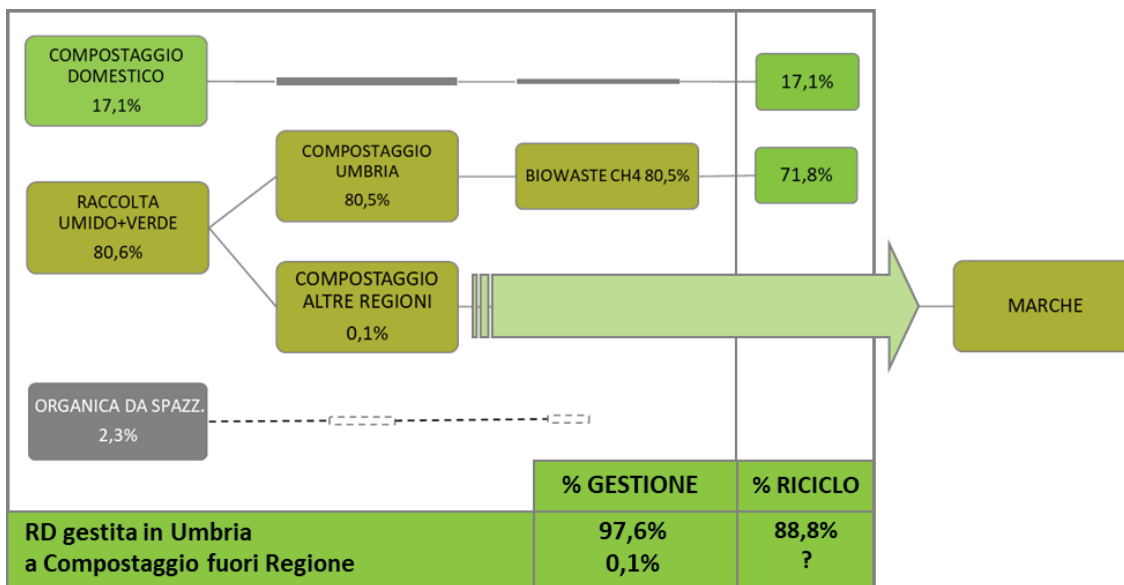 COMPOSTAGGIO
DOMESTICO
17,1%
17,1%
COMPOSTAGGIO
UMBRIA
80,5%
BIOWASTE CH4 80,5%
71,8%
RACCOLTA
UMIDO+VERDE
80,6%
COMPOSTAGGIO
ALTRE REGIONI
0,1%
MARCHE
ORGANICA DA SPAZZ.
2,3%
% GESTIONE
% RICICLO
RD gestita in Umbria 97,6% 88,8%
a Compostaggio fuori Regione 0,1% ?